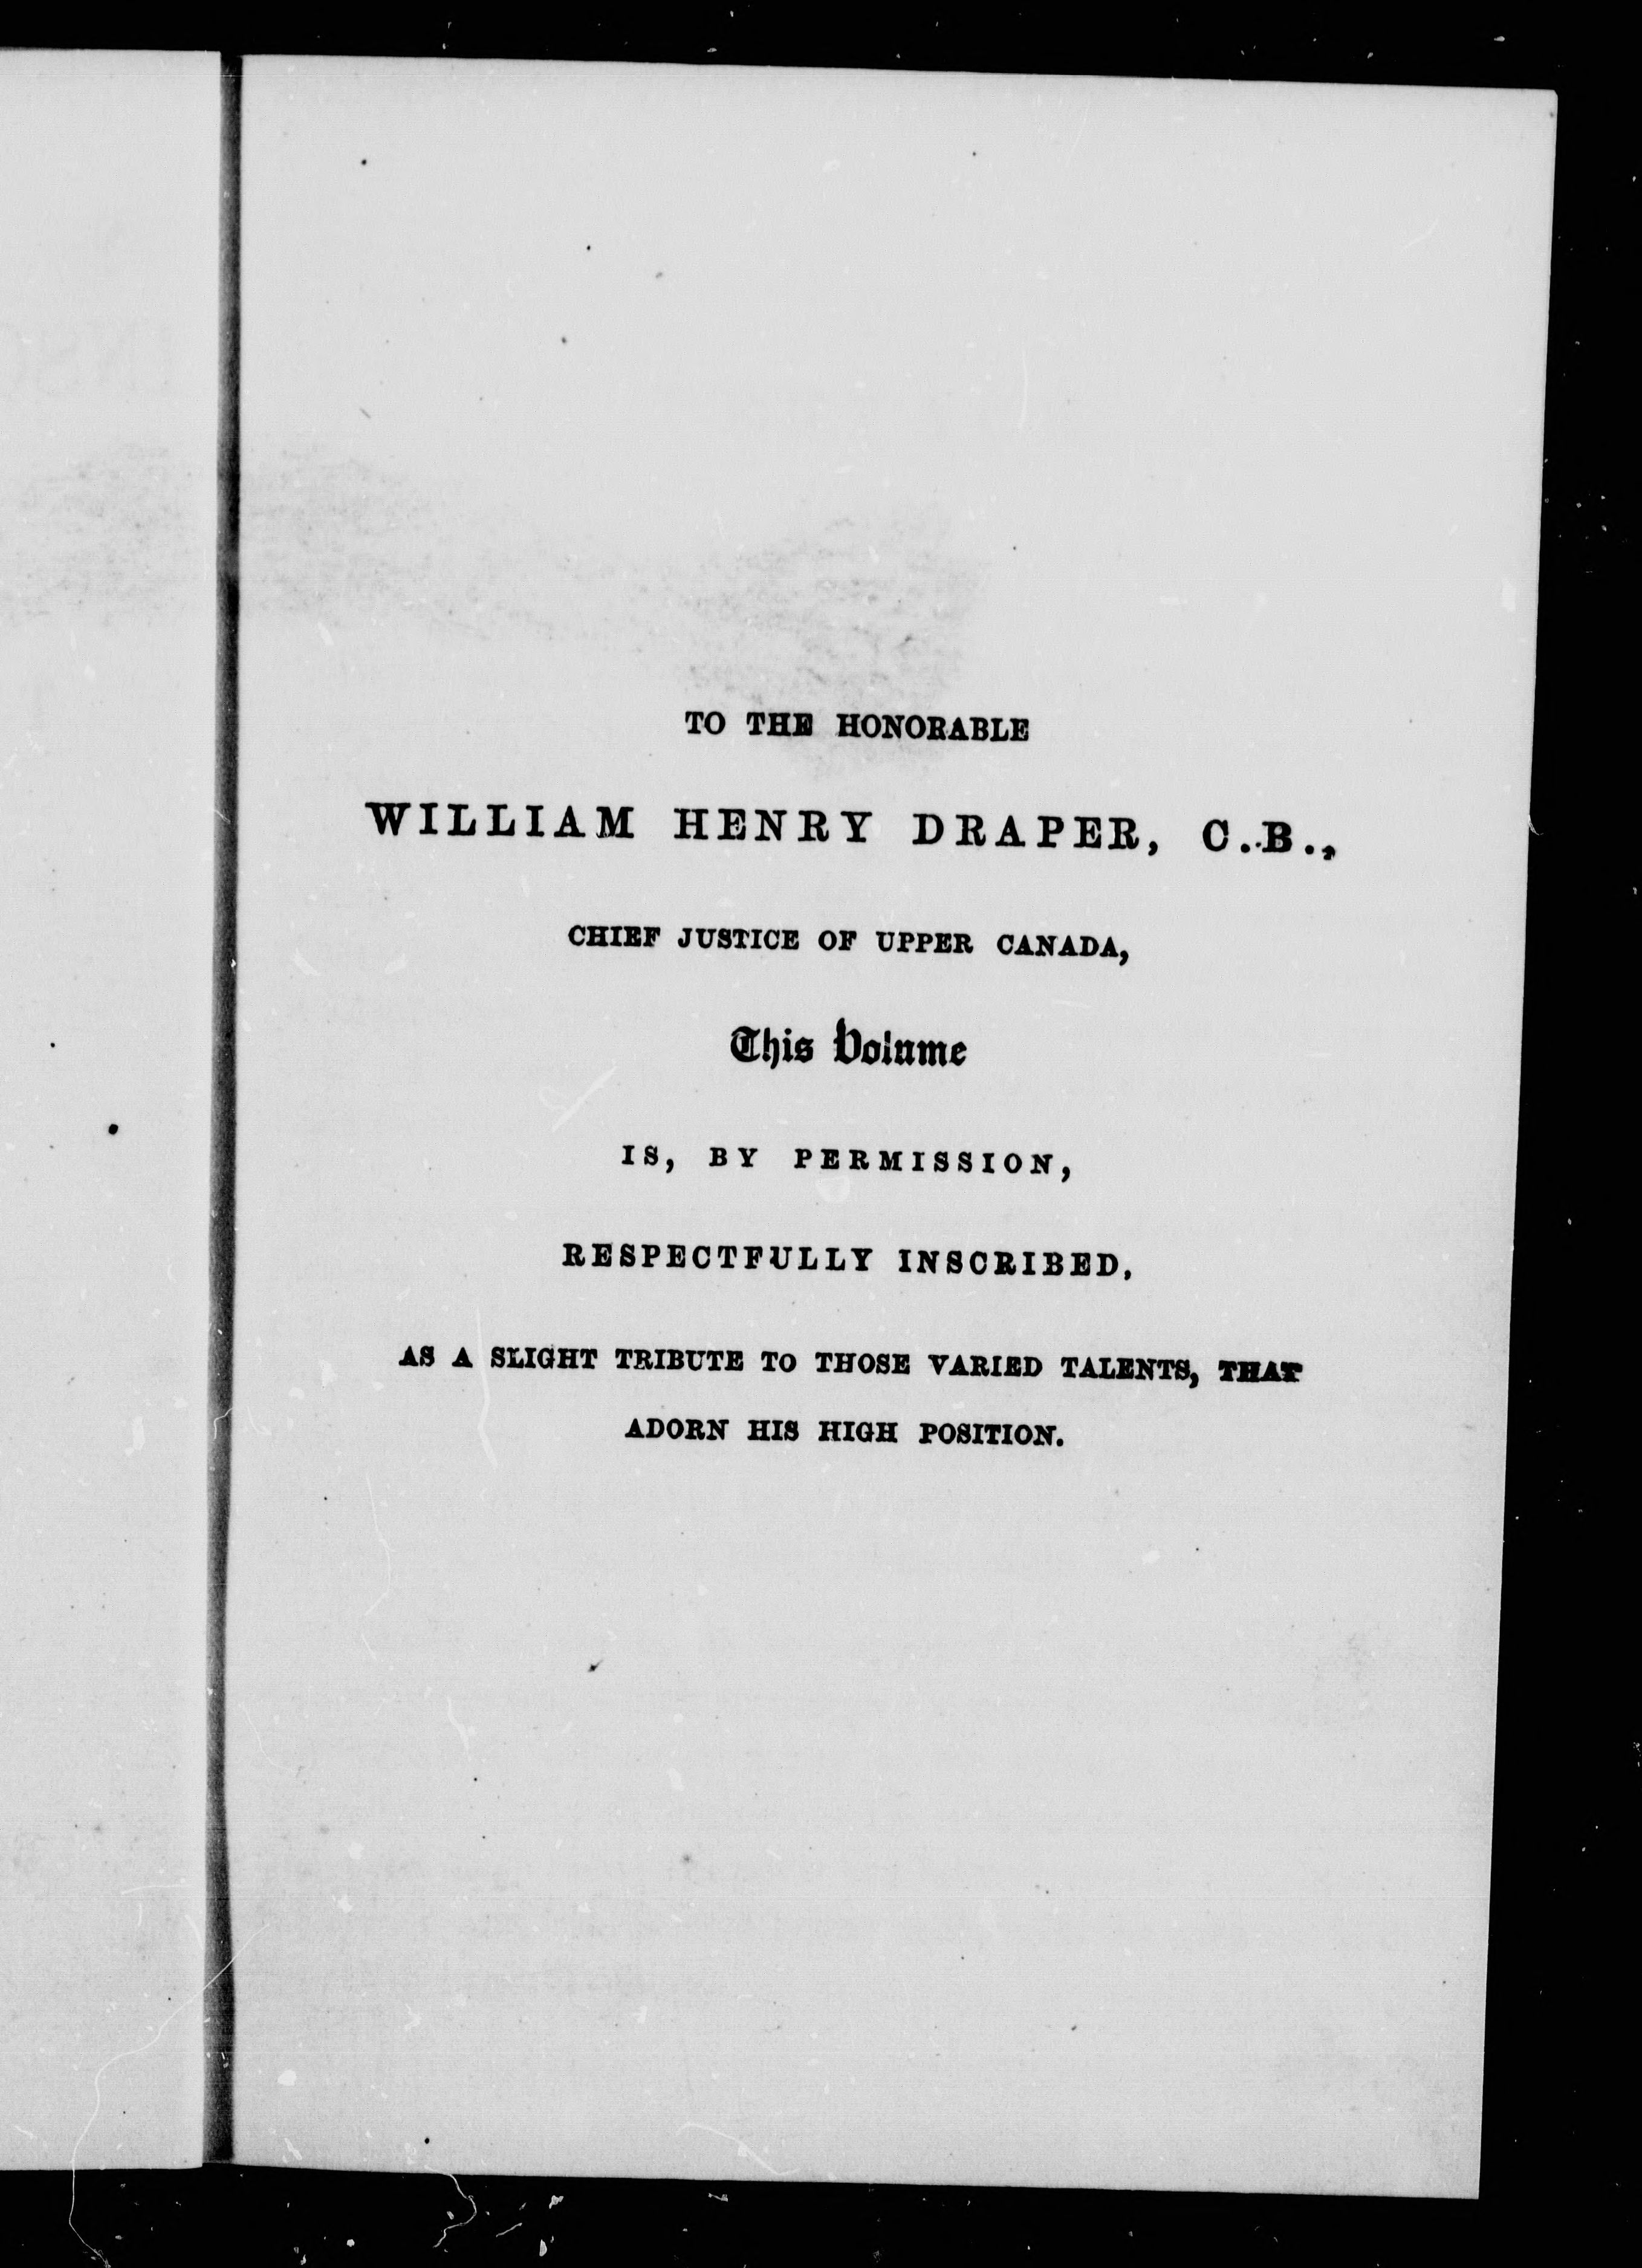 TO THE HONORABLE
WILLIAM HENRY DRAPER, C.B.,
CHIEF JUSTICE OF UPPER CANADA,
This Volume
IS, BY PERMISSION,
RESPECTFULLY INSCRIBED,
AS A SLIGHT TRIBUTE TO THOSE VARIED TALENTS, THAT
ADORN HIS HIGH POSITION.